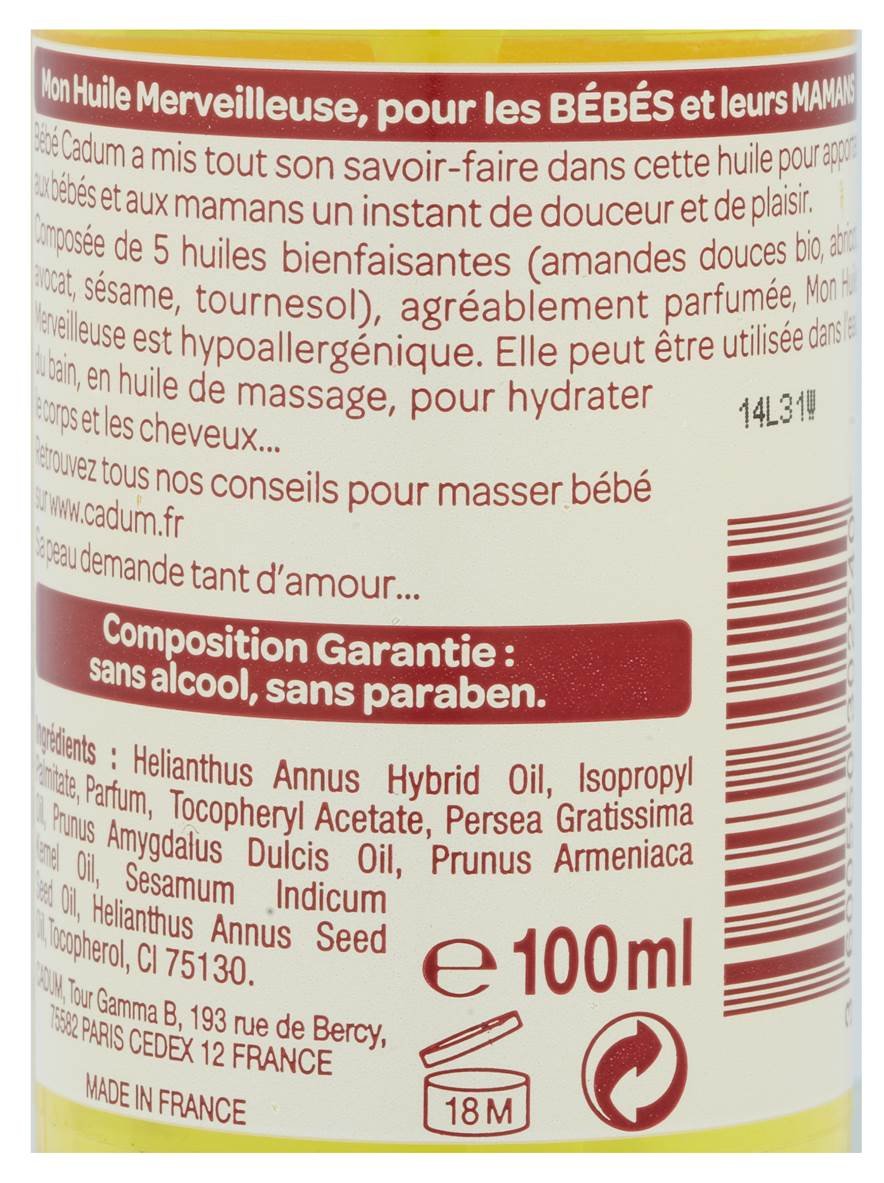 Mon Huile Merveilleuse, pour les BÉBÉS et leurs MAMANS
Bébé Cadum a mis tout son savoir-faire dans cette huile pour apporter
aux bébés et aux mamans un instant de douceur et de plaisir.
Composée de 5 huiles bienfaisantes (amandes douces bio,
avocat, sésame, tournesol), agréablement parfumée, Mon
Merveilleuse est hypoallergénique. Elle peut être utilisée dans
du bain, en huile de massage, pour hydrater
le corps et les cheveux...
14L31W
Retrouvez tous nos conseils pour masser bébé
sur www.cadum.fr
Sa peau demande tant d'amour...
Composition Garantie :
sans alcool, sans paraben.
Ingrédients : Helianthus Annus Hybrid Oil, Isopropyl
Palmitate, Parfum, Tocopheryl Acetate, Persea Gratissima
Oil, Prunus Amygdalus Dulcis Oil, Prunus Armeniaca
Kernel Oil, Sesamum Indicum
Seed Oil, Helianthus Annus Seed
Oil, Tocopherol, CI 75130.
e 100ml
CADUM, Tour Gamma B, 193 rue de Bercy,
75582 PARIS CEDEX 12 FRANCE
MADE IN FRANCE
18 M